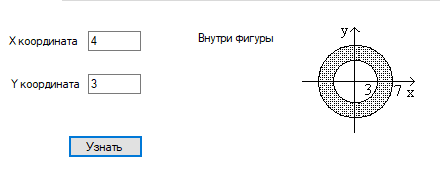 X координата 4
Внутри фигуры
Y координата 3
Узнать
y
3 7 x